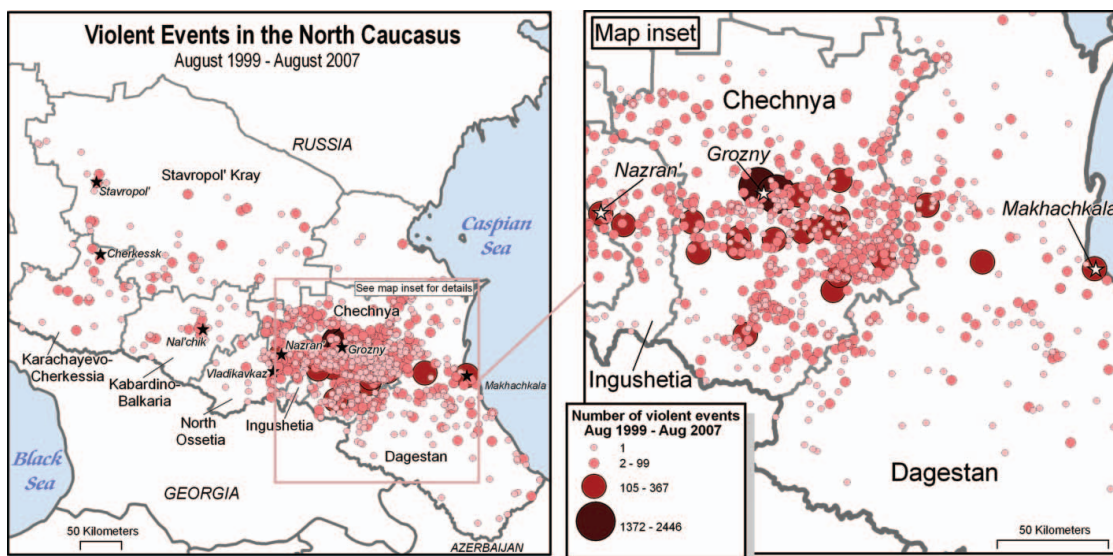 Violent Events in the North Caucasus
August 1999 - August 2007
RUSSIA
Stavropol'
Stavropol' Kray
Cherkessk
Caspian
Sea
See map inset for details
Chechnya
Nal'chik
Nazran'
Grozny
Vladikavkaz
Makhachkala
Karachayevo-
Cherkessia
Kabardino-
Balkaria
North
Ossetia
Ingushetia
Dagestan
Black
Sea
GEORGIA
50 Kilometers
AZERBAIJAN
Map inset
Chechnya
Grozny
Nazran'
Makhachkala
Ingushetia
Dagestan
Number of violent events
Aug 1999 - Aug 2007
1
2 - 99
105 - 367
1372 - 2446
50 Kilometers